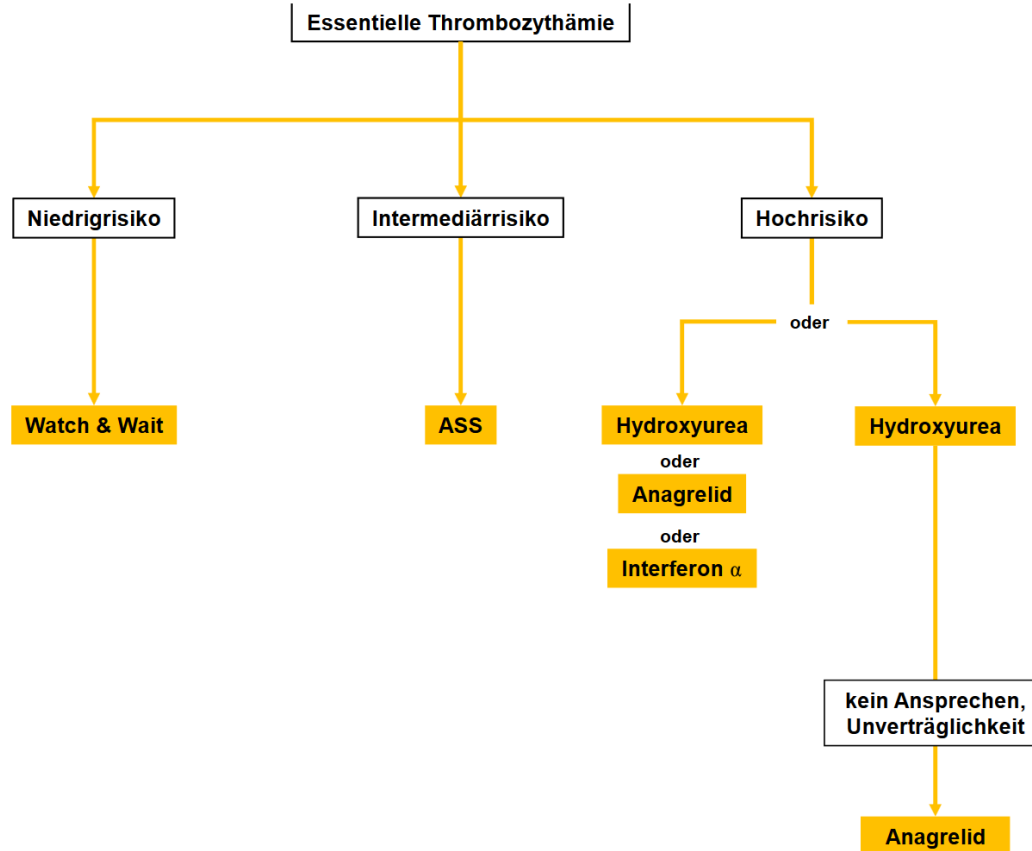 Essentielle Thrombozythämie
Niedrigrisiko
Intermediärrisiko
Hochrisiko
oder
Watch & Wait
ASS
Hydroxyurea
Hydroxyurea
oder
Anagrelid
oder
Interferon α
kein Ansprechen,
Unverträglichkeit
Anagrelid